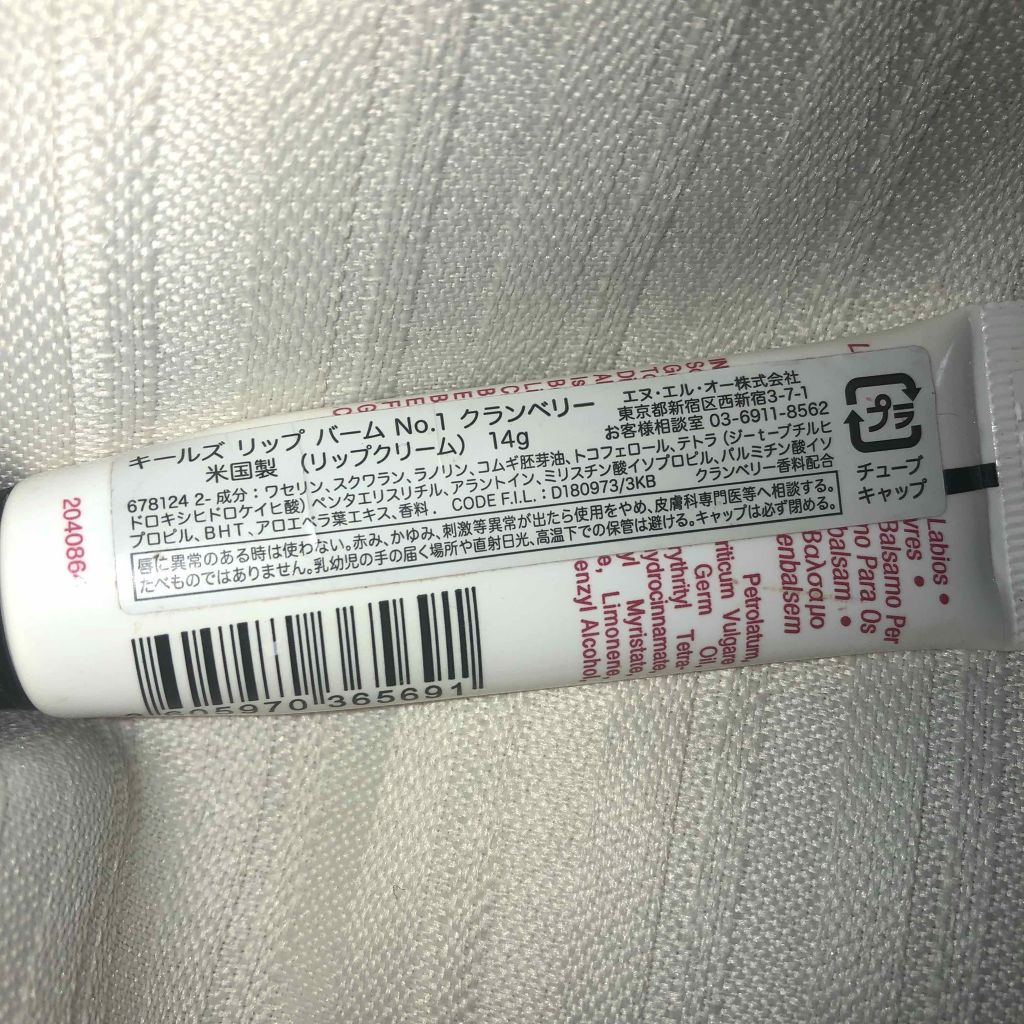 キールズ リップ バーム No.1 クランベリー
米国製 (リップクリーム) 14g
エヌ・エル・オー株式会社
東京都新宿区西新宿3-7-1
お客様相談室 03-6911-8562
678124 2- 成分：ワセリン、スクワラン、ラノリン、コムギ胚芽油、トコフェロール、テトラ（ジーtーブチルヒ
ドロキシヒドロケイヒ酸）ペンタエリスリチル、アラントイン、ミリスチン酸イソプロピル、パルミチン酸イソ
プロピル、BHT、アロエベラ葉エキス、香料． CODE F.I.L.：D180973/3KB クランベリー香料配合
唇に異常のある時は使わない。赤み、かゆみ、刺激等異常が出たら使用をやめ、皮膚科専門医等へ相談する。
たべものではありません。乳幼児の手の届く場所や直射日光、高温下での保管は避ける。キャップは必ず閉める。
プラ
チューブ
キャップ
204086
365691
Labios •
vres •
Balsamo Per
no Para Os
balsam •
Βαλσαμο
enbalsem
Petrolatum,
riticum Vulgare
Germ Oil,
rythrityl Tetra-
ydrocinnamate,
Myristate,
e, Limonene,
enzyl Alcohol,